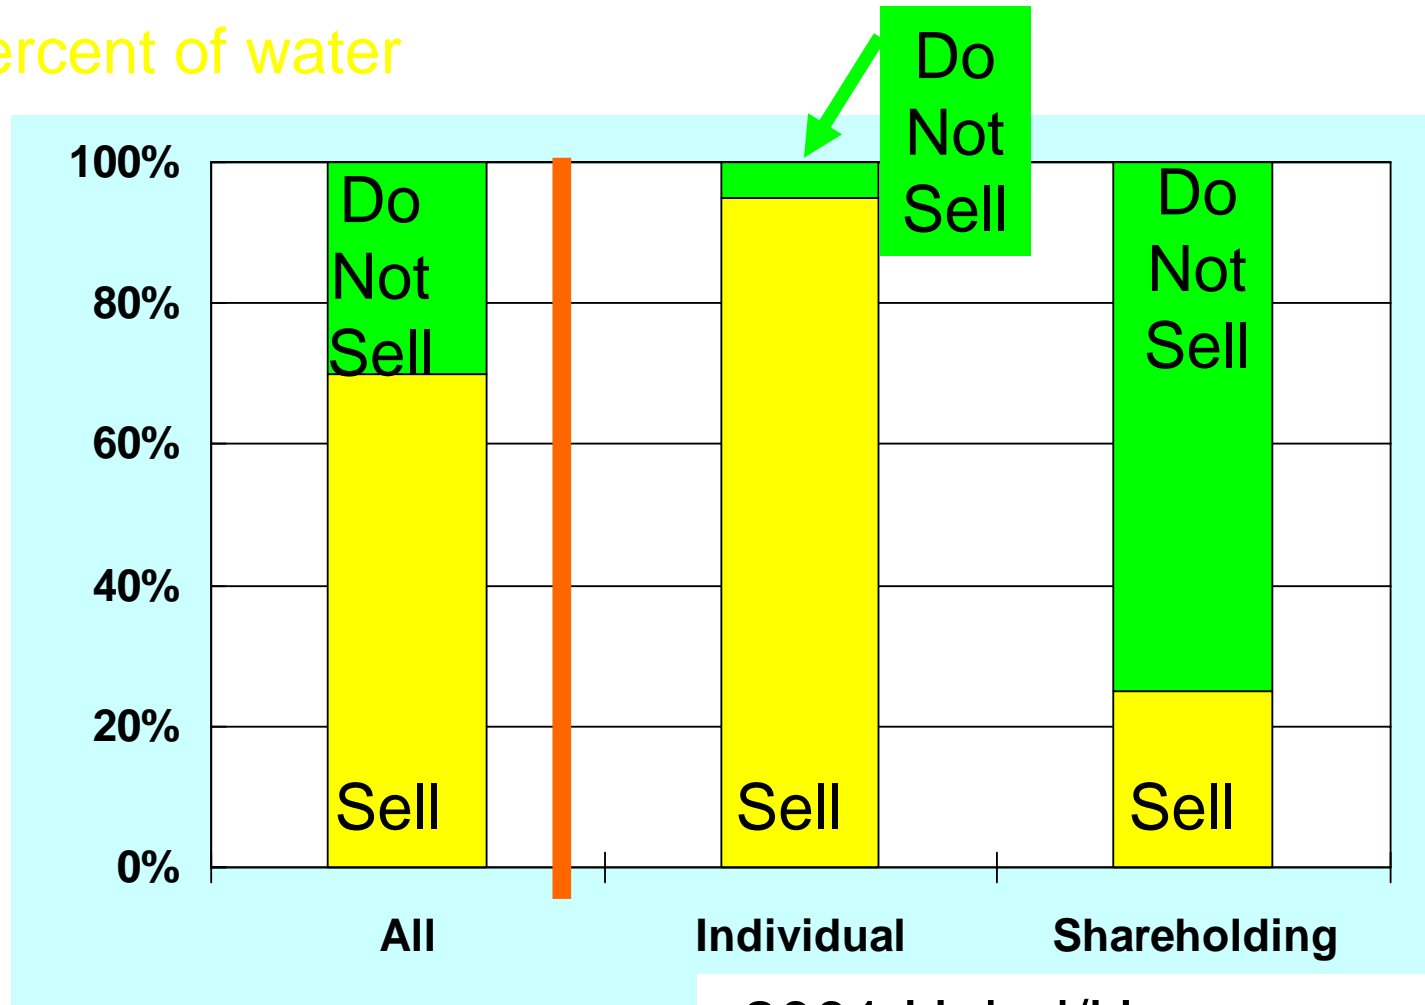 ercent of water
Do
Not
Sell
100%
80%
60%
40%
20%
0%
Do
Not
Sell
Sell
Sell
Do
Not
Sell
Sell
All
Individual
Shareholding